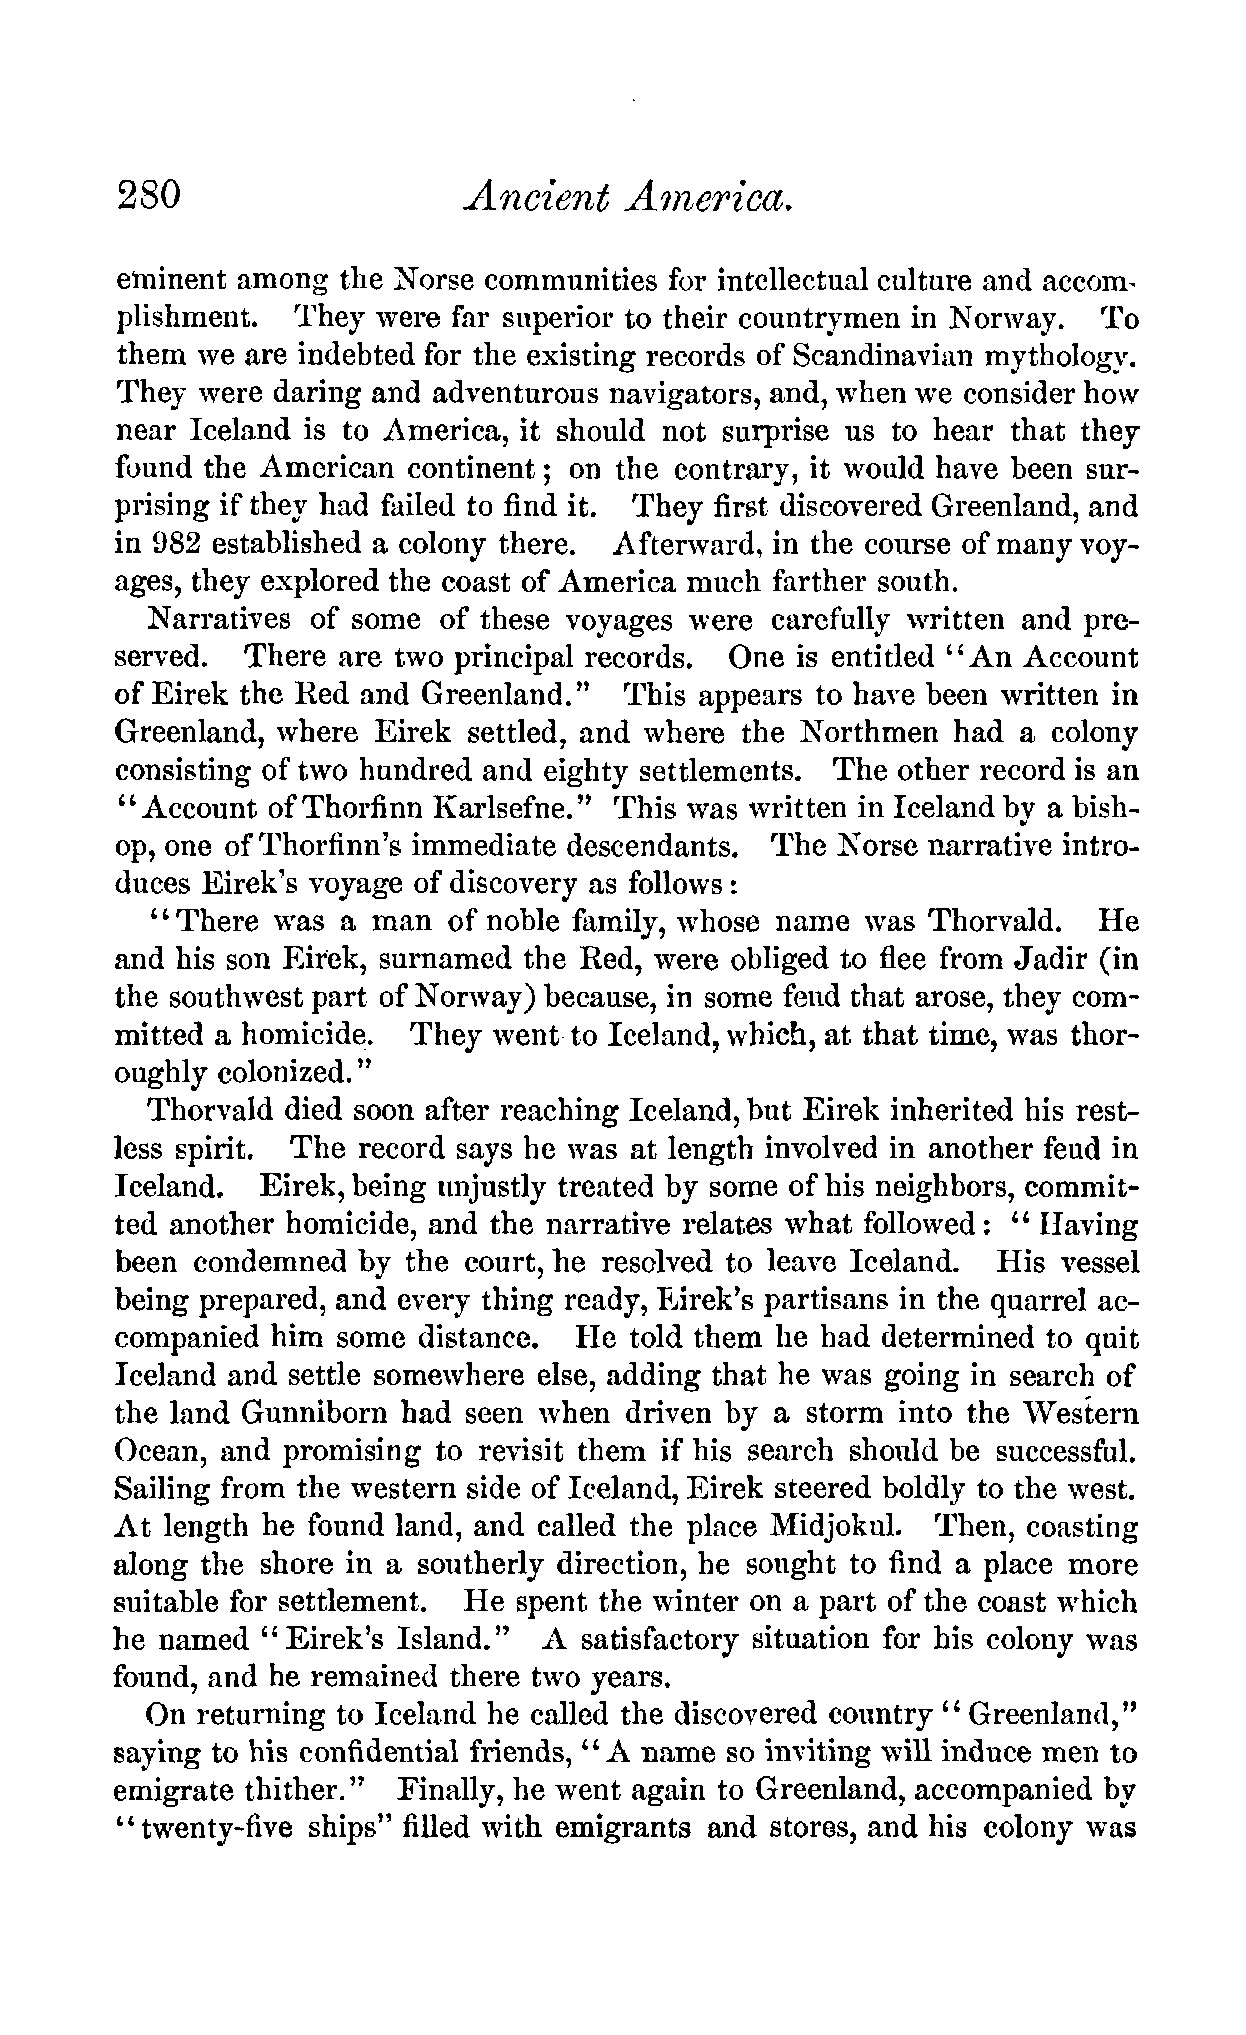 280 Ancient America.
eminent among the Norse communities for intellectual culture and accom-
plishment. They were far superior to their countrymen in Norway. To
them we are indebted for the existing records of Scandinavian mythology.
They were daring and adventurous navigators, and, when we consider how
near Iceland is to America, it should not surprise us to hear that they
found the American continent; on the contrary, it would have been sur-
prising if they had failed to find it. They first discovered Greenland, and
in 982 established a colony there. Afterward, in the course of many voy-
ages, they explored the coast of America much farther south.
Narratives of some of these voyages were carefully written and pre-
served. There are two principal records. One is entitled “An Account
of Eirek the Red and Greenland.” This appears to have been written in
Greenland, where Eirek settled, and where the Northmen had a colony
consisting of two hundred and eighty settlements. The other record is an
“Account of Thorfinn Karlsefne.” This was written in Iceland by a bish-
op, one of Thorfinn's immediate descendants. The Norse narrative intro-
duces Eirek's voyage of discovery as follows:
“There was a man of noble family, whose name was Thorvald. He
and his son Eirek, surnamed the Red, were obliged to flee from Jadir (in
the southwest part of Norway) because, in some feud that arose, they com-
mitted a homicide. They went to Iceland, which, at that time, was thor-
oughly colonized.”
Thorvald died soon after reaching Iceland, but Eirek inherited his rest-
less spirit. The record says he was at length involved in another feud in
Iceland. Eirek, being unjustly treated by some of his neighbors, commit-
ted another homicide, and the narrative relates what followed: “Having
been condemned by the court, he resolved to leave Iceland. His vessel
being prepared, and every thing ready, Eirek's partisans in the quarrel ac-
companied him some distance. He told them he had determined to quit
Iceland and settle somewhere else, adding that he was going in search of
the land Gunniborn had seen when driven by a storm into the Western
Ocean, and promising to revisit them if his search should be successful.
Sailing from the western side of Iceland, Eirek steered boldly to the west.
At length he found land, and called the place Midjokul. Then, coasting
along the shore in a southerly direction, he sought to find a place more
suitable for settlement. He spent the winter on a part of the coast which
he named “Eirek's Island.” A satisfactory situation for his colony was
found, and he remained there two years.
On returning to Iceland he called the discovered country “Greenland,”
saying to his confidential friends, “A name so inviting will induce men to
emigrate thither.” Finally, he went again to Greenland, accompanied by
“twenty-five ships” filled with emigrants and stores, and his colony was